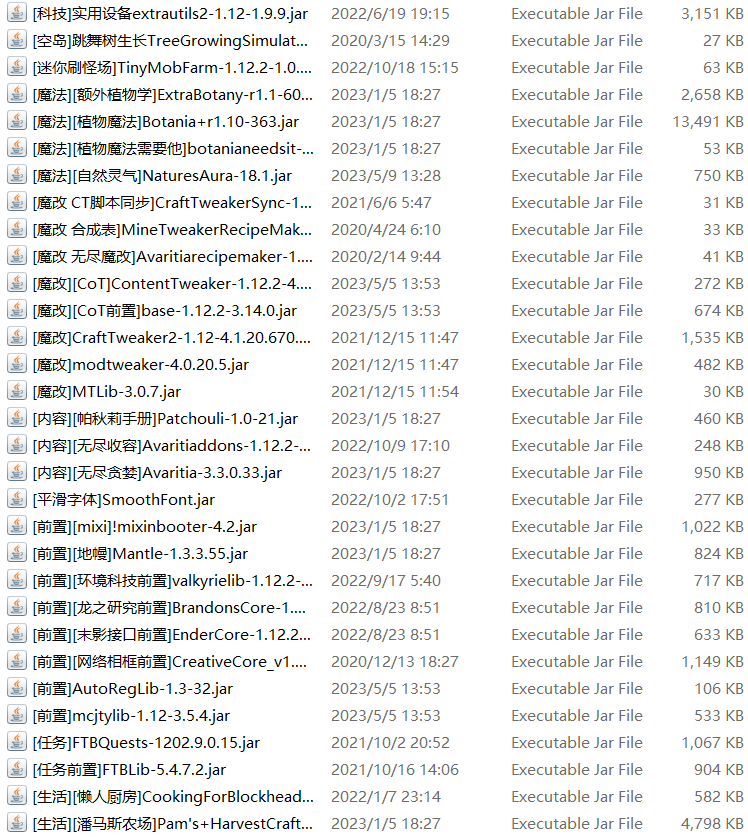 [科技]实用设备extrautils2-1.12-1.9.9.jar 2022/6/19 19:15 Executable Jar File 3,151 KB
[空岛]跳舞树生长TreeGrowingSimulat... 2020/3/15 14:29 Executable Jar File 27 KB
[迷你刷怪场]TinyMobFarm-1.12.2-1.0.... 2022/10/18 15:15 Executable Jar File 63 KB
[魔法][额外植物学]ExtraBotany-r1.1-60... 2023/1/5 18:27 Executable Jar File 2,658 KB
[魔法][植物魔法]Botania+r1.10-363.jar 2023/1/5 18:27 Executable Jar File 13,491 KB
[魔法][植物魔法需要他]botanianeedsit-... 2023/1/5 18:27 Executable Jar File 53 KB
[魔法][自然灵气]NaturesAura-18.1.jar 2023/5/9 13:28 Executable Jar File 750 KB
[魔改 CT脚本同步]CraftTweakerSync-1... 2021/6/6 5:47 Executable Jar File 31 KB
[魔改 合成表]MineTweakerRecipeMak... 2020/4/24 6:10 Executable Jar File 33 KB
[魔改 无尽魔改]Avaritiarecipemaker-1.... 2020/2/14 9:44 Executable Jar File 41 KB
[魔改][CoT]ContentTweaker-1.12.2-4.... 2023/5/5 13:53 Executable Jar File 272 KB
[魔改][CoT前置]base-1.12.2-3.14.0.jar 2023/5/5 13:53 Executable Jar File 674 KB
[魔改]CraftTweaker2-1.12-4.1.20.670.... 2021/12/15 11:47 Executable Jar File 1,535 KB
[魔改]modtweaker-4.0.20.5.jar 2021/12/15 11:47 Executable Jar File 482 KB
[魔改]MTLib-3.0.7.jar 2021/12/15 11:54 Executable Jar File 30 KB
[内容][帕秋莉手册]Patchouli-1.0-21.jar 2023/1/5 18:27 Executable Jar File 460 KB
[内容][无尽收容]Avaritiaddons-1.12.2-... 2022/10/9 17:10 Executable Jar File 248 KB
[内容][无尽贪婪]Avaritia-3.3.0.33.jar 2023/1/5 18:27 Executable Jar File 950 KB
[平滑字体]SmoothFont.jar 2022/10/2 17:51 Executable Jar File 277 KB
[前置][mixi]!mixinbooter-4.2.jar 2023/1/5 18:27 Executable Jar File 1,022 KB
[前置][地幔]Mantle-1.3.3.55.jar 2023/1/5 18:27 Executable Jar File 824 KB
[前置][环境科技前置]valkyrielib-1.12.2-... 2022/9/17 5:40 Executable Jar File 717 KB
[前置][龙之研究前置]BrandonsCore-1.... 2022/8/23 8:51 Executable Jar File 810 KB
[前置][末影接口前置]EnderCore-1.12.2... 2022/8/23 8:51 Executable Jar File 633 KB
[前置][网络相框前置]CreativeCore_v1.... 2020/12/13 18:27 Executable Jar File 1,149 KB
[前置]AutoRegLib-1.3-32.jar 2023/5/5 13:53 Executable Jar File 106 KB
[前置]mcjtylib-1.12-3.5.4.jar 2023/5/5 13:53 Executable Jar File 533 KB
[任务]FTBQuests-1202.9.0.15.jar 2021/10/2 20:52 Executable Jar File 1,067 KB
[任务前置]FTBLib-5.4.7.2.jar 2021/10/16 14:06 Executable Jar File 904 KB
[生活][懒人厨房]CookingForBlockhead... 2022/1/7 23:14 Executable Jar File 582 KB
[生活][潘马斯农场]Pam's+HarvestCraft... 2023/1/5 18:27 Executable Jar File 4,798 KB